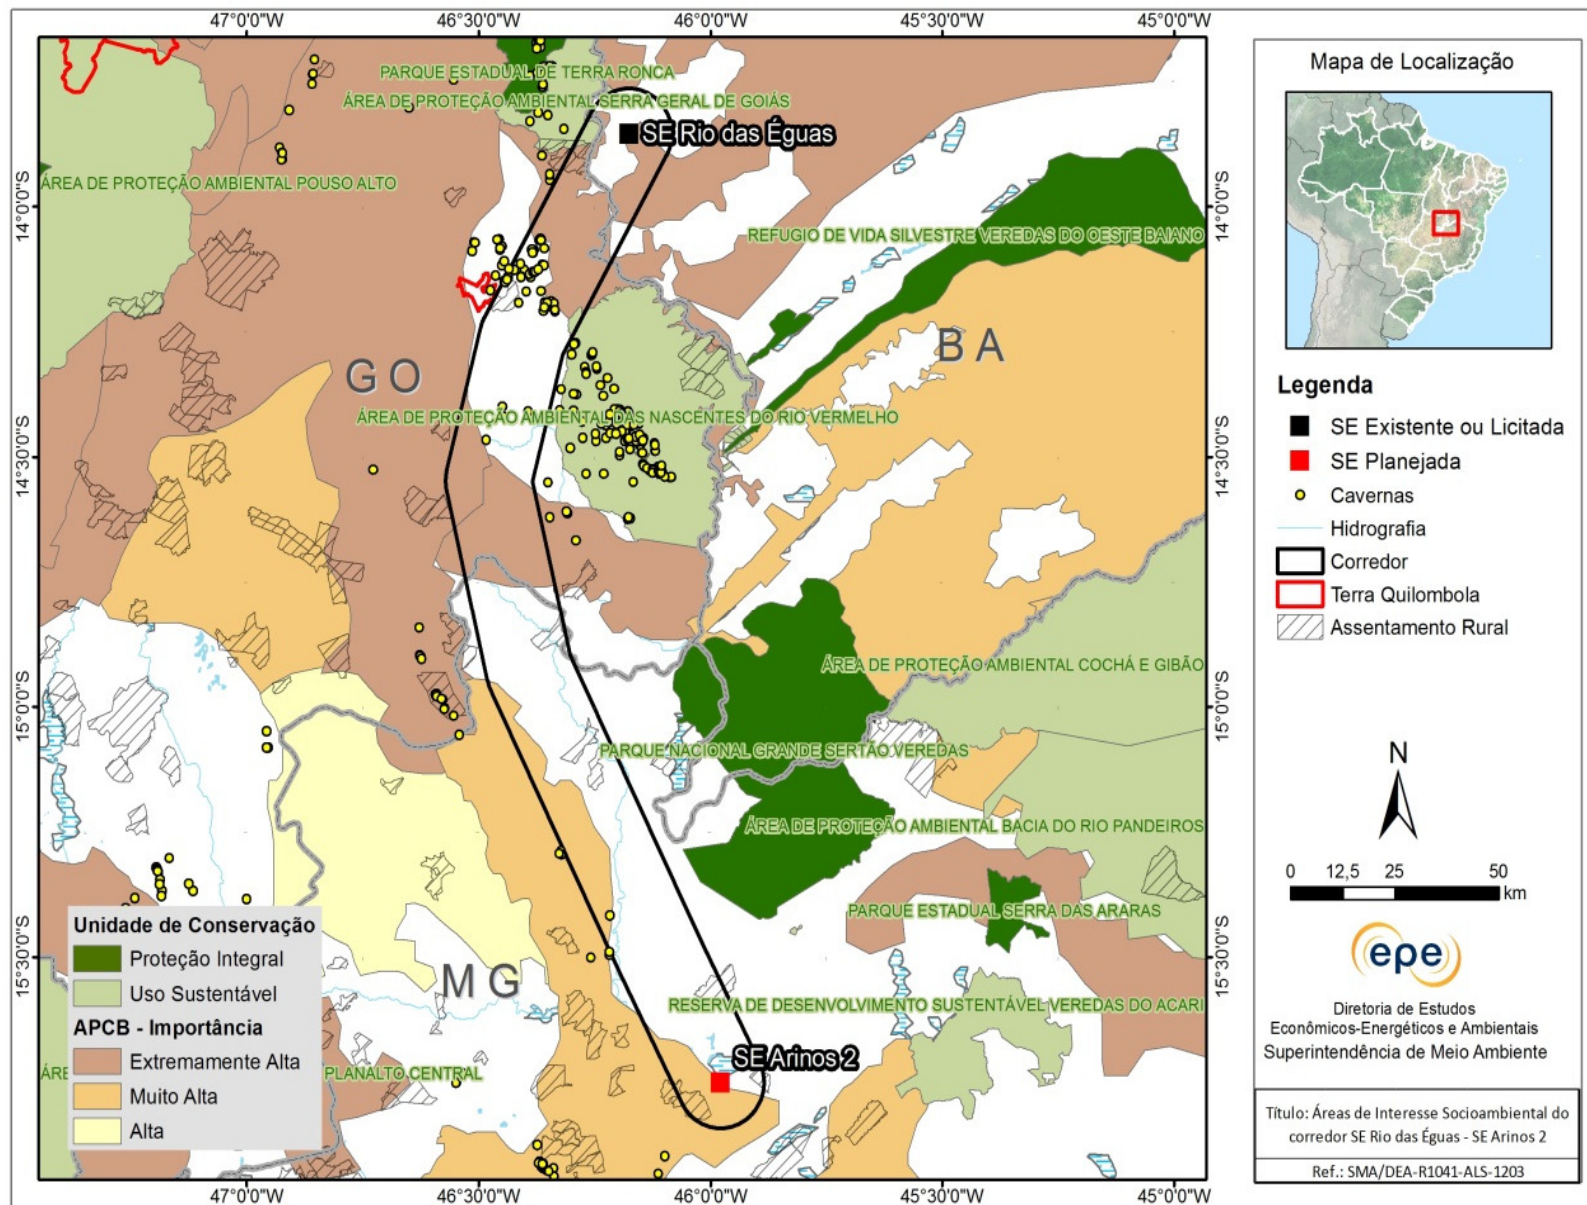 47°0'0"W
46°30'0"W
46°0'0"W
45°30'0"W
45°0'0"W
14°0'0"S
14°30'0"S
15°0'0"S
15°30'0"S
14°0'0"S
14°30'0"S
15°0'0"S
15°30'0"S
PARQUE ESTADUAL DE TERRA RONCA
ÁREA DE PROTEÇÃO AMBIENTAL SERRA GERAL DE GOIÁS
SE Rio das Éguas
ÁREA DE PROTEÇÃO AMBIENTAL POUSO ALTO
REFUGIO DE VIDA SILVESTRE VEREDAS DO OESTE BAIANO
BA
GO
ÁREA DE PROTEÇÃO AMBIENTAL DAS NASCENTES DO RIO VERMELHO
ÁREA DE PROTEÇÃO AMBIENTAL COCHÁ E GIBÃO
PARQUE NACIONAL GRANDE SERTÃO VEREDAS
ÁREA DE PROTEÇÃO AMBIENTAL BACIA DO RIO PANDEIROS
PARQUE ESTADUAL SERRA DAS ARARAS
MG
RESERVA DE DESENVOLVIMENTO SUSTENTÁVEL VEREDAS DO ACARI
SE Arinos 2
ÁRE
PLANALTO CENTRAL
Unidade de Conservação
Proteção Integral
Uso Sustentável
APCB - Importância
Extremamente Alta
Muito Alta
Alta
47°0'0"W
46°30'0"W
46°0'0"W
45°30'0"W
45°0'0"W
Mapa de Localização
Legenda
SE Existente ou Licitada
SE Planejada
Cavernas
Hidrografia
Corredor
Terra Quilombola
Assentamento Rural
N
0 12,5 25 50
km
epe
Diretoria de Estudos
Econômicos-Energéticos e Ambientais
Superintendência de Meio Ambiente
Título: Áreas de Interesse Socioambiental do
corredor SE Rio das Éguas - SE Arinos 2
Ref.: SMA/DEA-R1041-ALS-1203